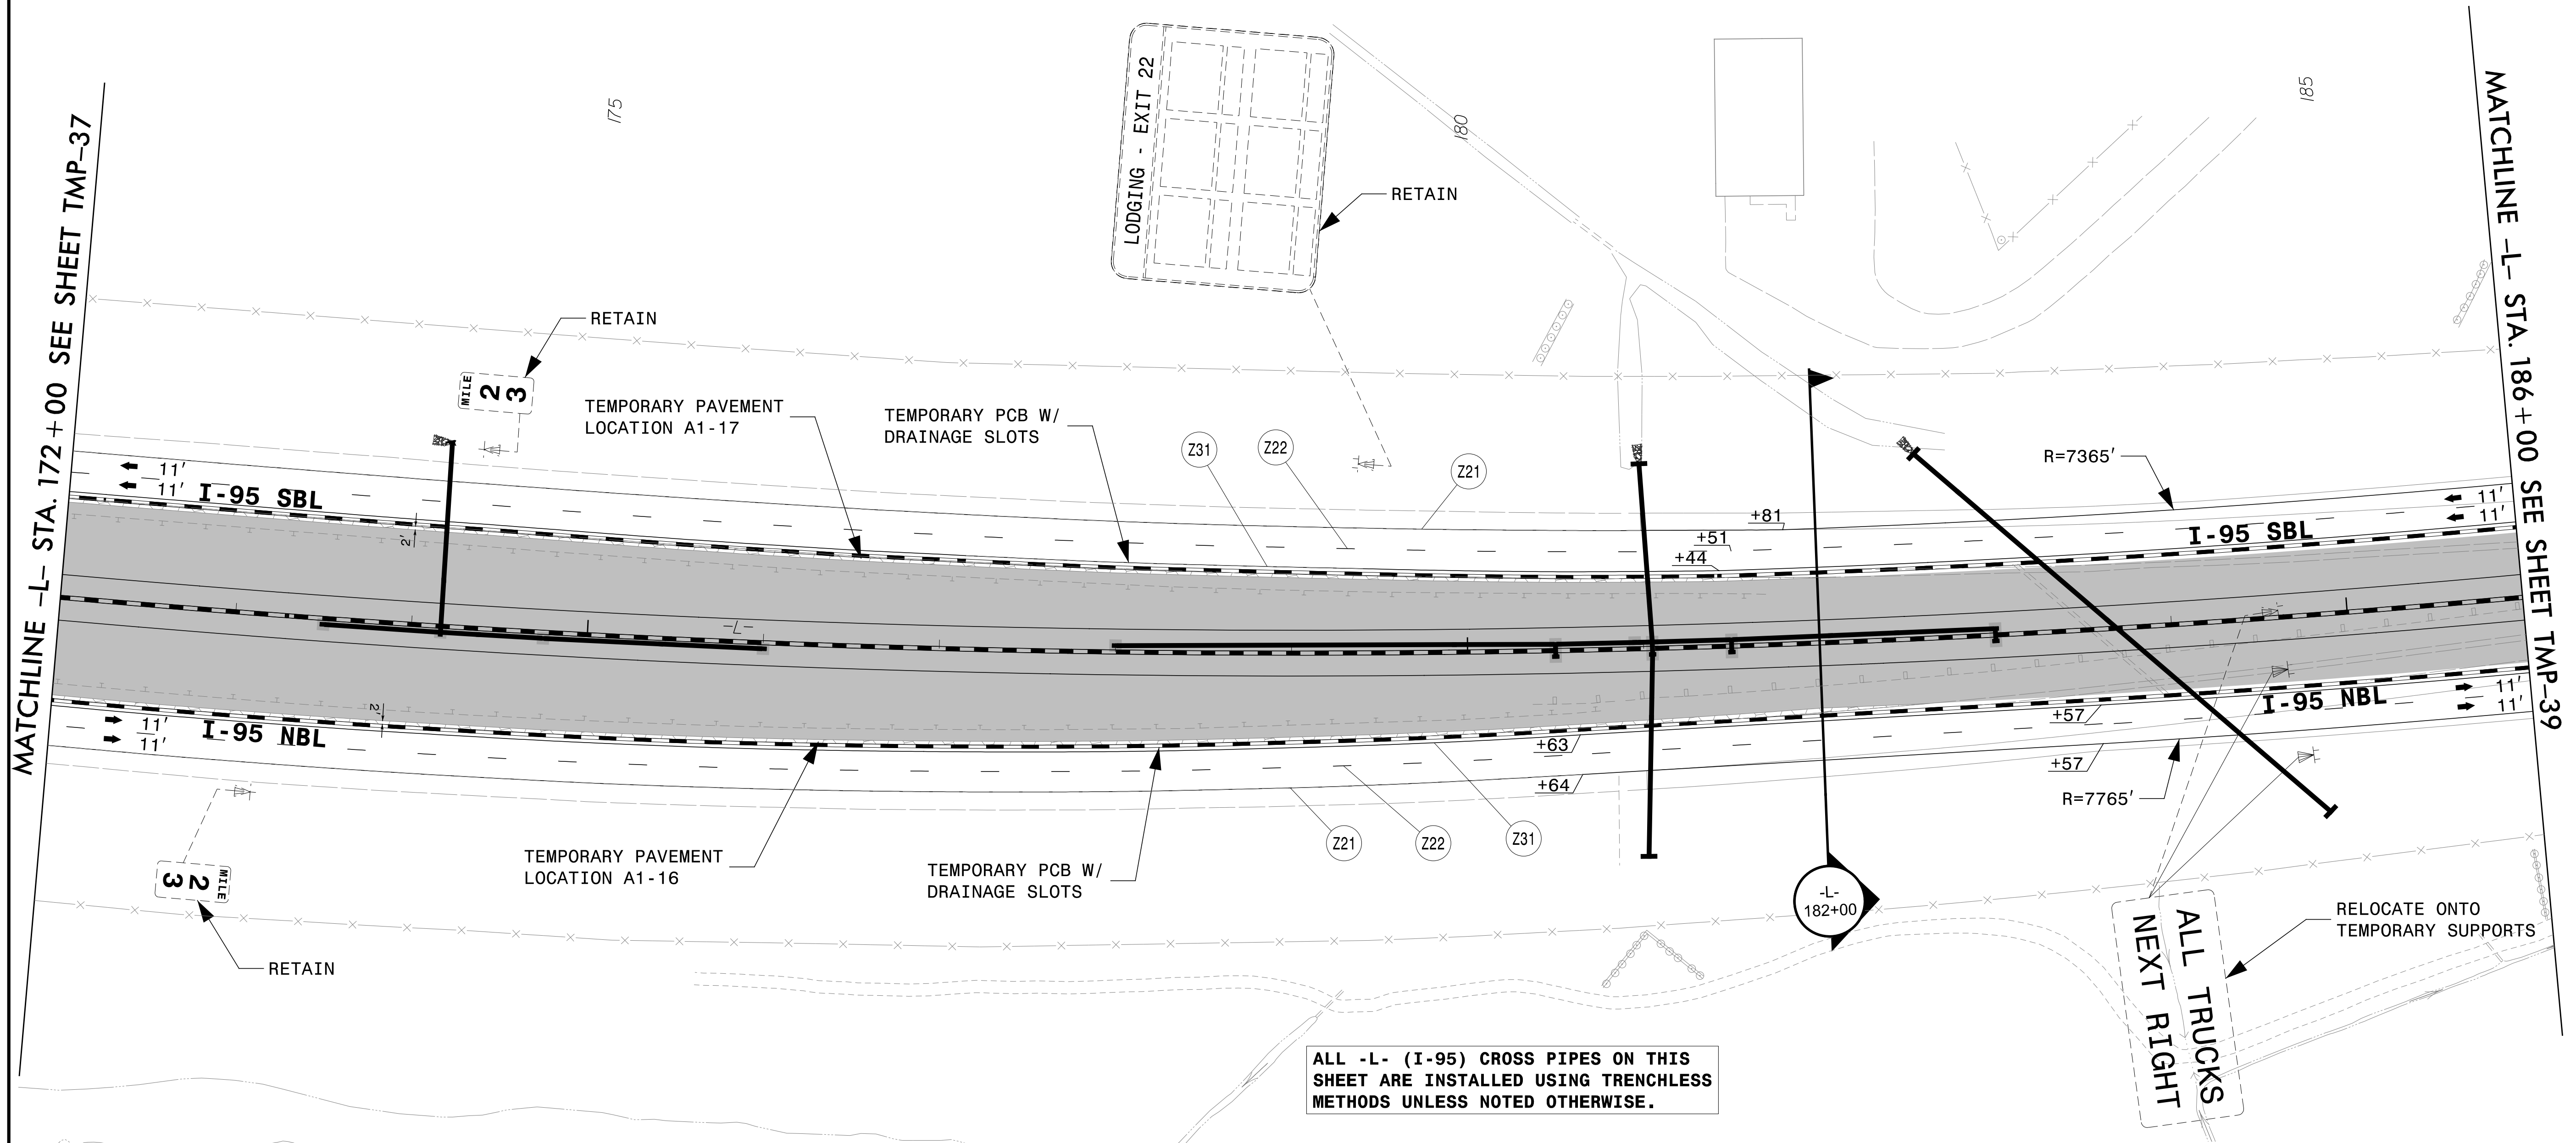 MATCHLINE -L- STA. 172+00 SEE SHEET TMP-37
175
LODGING - EXIT 22
RETAIN
180
185
MATCHLINE -L- STA. 186+00 SEE SHEET TMP-39
RETAIN
MILE
2
3
TEMPORARY PAVEMENT
LOCATION A1-17
TEMPORARY PCB W/
DRAINAGE SLOTS
Z31
Z22
Z21
R=7365'
11'
11'
I-95 SBL
2'
+81
+51
+44
11'
11'
I-95 SBL
-L-
11'
11'
I-95 NBL
2'
+63
+64
+57
+57
I-95 NBL
11'
11'
R=7765'
MILE
2
3
RETAIN
TEMPORARY PAVEMENT
LOCATION A1-16
TEMPORARY PCB W/
DRAINAGE SLOTS
Z21
Z22
Z31
-L-
182+00
ALL TRUCKS
NEXT RIGHT
RELOCATE ONTO
TEMPORARY SUPPORTS
ALL -L- (I-95) CROSS PIPES ON THIS
SHEET ARE INSTALLED USING TRENCHLESS
METHODS UNLESS NOTED OTHERWISE.